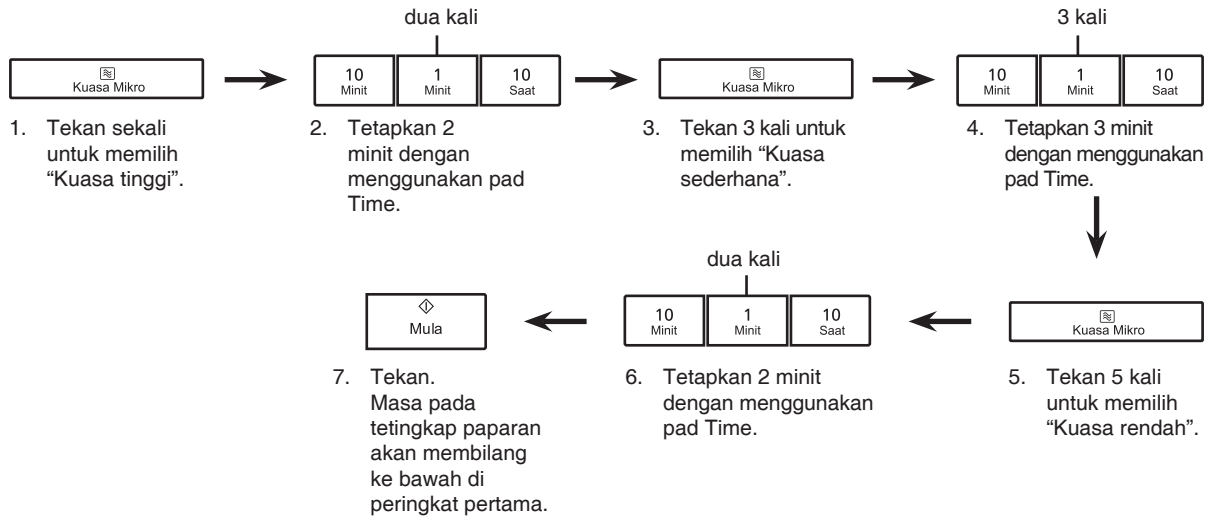 dua kali
Kuasa Mikro
10 1 10
Minit Minit Saat
Kuasa Mikro
3 kali
10 1 10
Minit Minit Saat
1. Tekan sekali
untuk memilih
“Kuasa tinggi”.
2. Tetapkan 2
minit dengan
menggunakan pad
Time.
3. Tekan 3 kali untuk
memilih “Kuasa
sederhana”.
4. Tetapkan 3 minit
dengan menggunakan
pad Time.
Kuasa Mikro
5. Tekan 5 kali
untuk memilih
“Kuasa rendah”.
dua kali
10 1 10
Minit Minit Saat
6. Tetapkan 2 minit
dengan menggunakan
pad Time.
Mula
7. Tekan.
Masa pada
tetingkap paparan
akan membilang
ke bawah di
peringkat pertama.